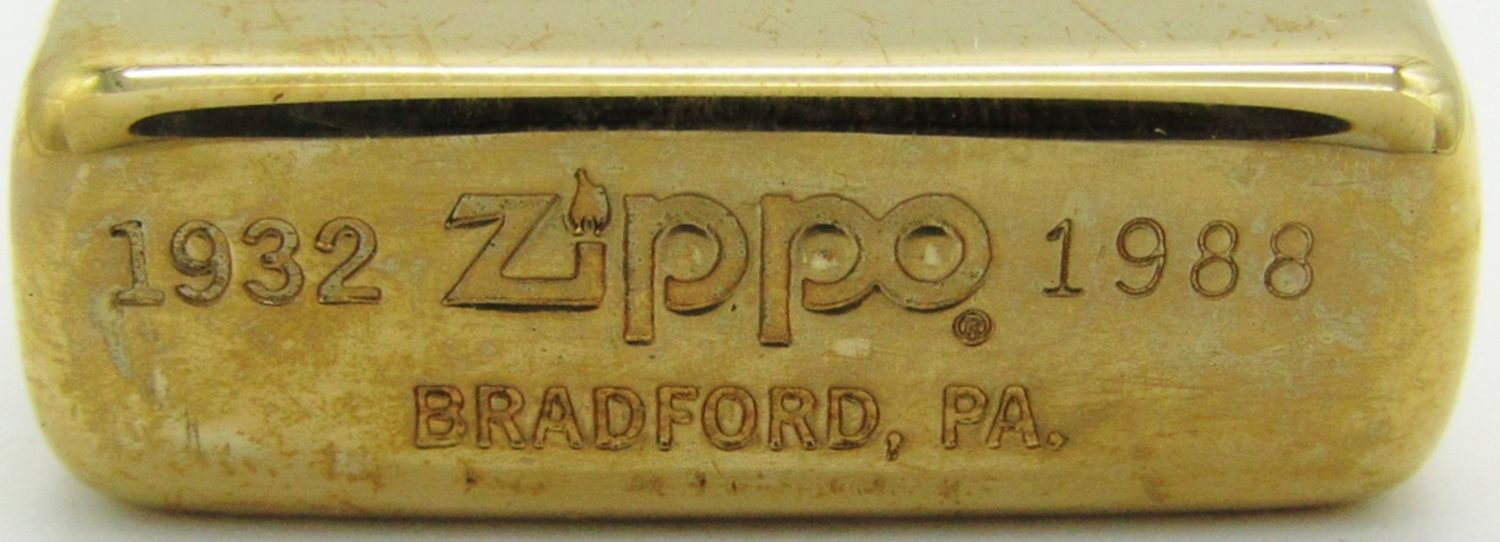 1932 Zippo ® 1988
BRADFORD, PA.